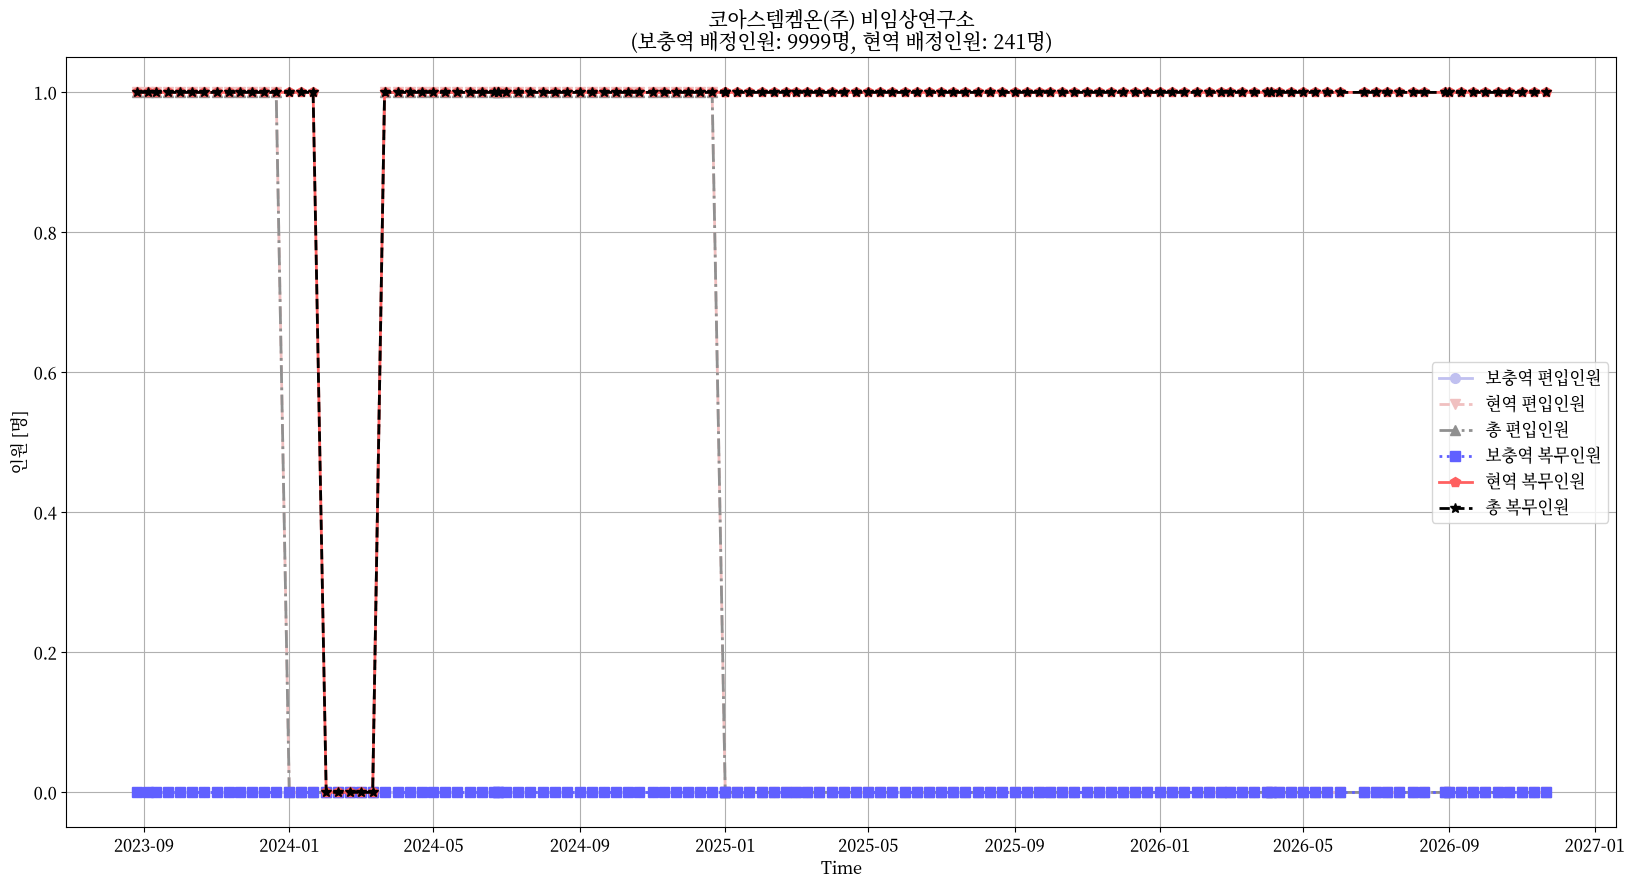 코아스템켐온(주) 비임상연구소
(보충역 배정인원: 9999명, 현역 배정인원: 241명)
인원 [명]
1.0
0.8
0.6
0.4
0.2
0.0
보충역 편입인원
현역 편입인원
총 편입인원
보충역 복무인원
현역 복무인원
총 복무인원
2023-09 2024-01 2024-05 2024-09 2025-01 2025-05 2025-09 2026-01 2026-05 2026-09 2027-01
Time